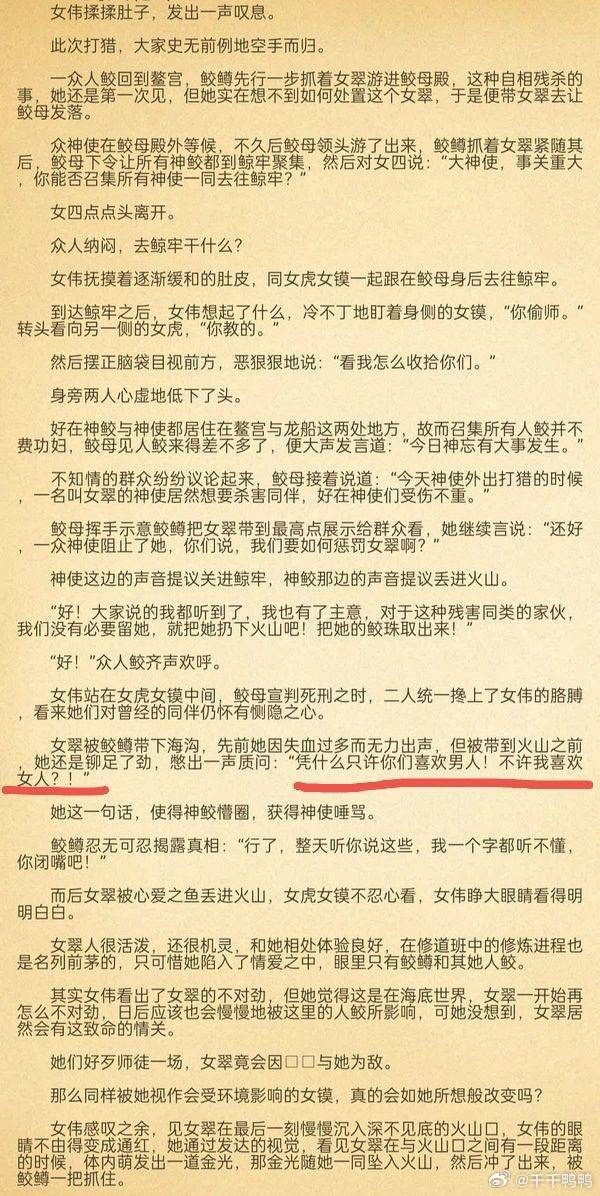 女伟揉揉肚子，发出一声叹息。
此次打猎，大家史无前例地空手而归。
一众人鲛回到鳌宫，鲛鳟先行一步抓着女翠游进鲛母殿，这种自相残杀的
事，她还是第一次见，但她实在想不到如何处置这个女翠，于是便带女翠去让
鲛母发落。
众神使在鲛母殿外等候，不久后鲛母领头游了出来，鲛鳟抓着女翠紧随其
后，鲛母下令让所有神鲛都到鲸牢聚集，然后对女四说：“大神使，事关重大
，你能否召集所有神使一同去往鲸牢？”
女四点点头离开。
众人纳闷，去鲸牢干什么？
女伟抚摸着逐渐缓和的肚皮，同女虎女镆一起跟在鲛母身后去往鲸牢。
到达鲸牢之后，女伟想起了什么，冷不丁地盯着身侧的女镆，“你偷师。”
转头看向另一侧的女虎，“你教的。”
然后摆正脑袋目视前方，恶狠狠地说：“看我怎么收拾你们。”
身旁两人心虚地低下了头。
好在神鲛与神使都居住在鳌宫与龙船这两处地方，故而召集所有人鲛并不
费功妇，鲛母见人鲛来得差不多了，便大声发言道：“今日神忘有大事发生。”
不知情的群众纷纷议论起来，鲛母接着说道：“今天神使外出打猎的时候
，一名叫女翠的神使居然想要杀害同伴，好在神使们受伤不重。”
鲛母挥手示意鲛鳟把女翠带到最高点展示给群众看，她继续言说：“还好
，一众神使阻止了她，你们说，我们要如何惩罚女翠啊？”
神使这边的声音提议关进鲸牢，神鲛那边的声音提议丢进火山。
“好！大家说的我都听到了，我也有了主意，对于这种残害同类的家伙，
我们没有必要留她，就把她扔下火山吧！把她的鲛珠取出来！”
“好！”众人鲛齐声欢呼。
女伟站在女虎女镆中间，鲛母宣判死刑之时，二人统一搀上了女伟的胳膊
，看来她们对曾经的同伴仍怀有恻隐之心。
女翠被鲛鳟带下海沟，先前她因失血过多而无力出声，但被带到火山之前
，她还是铆足了劲，憋出一声质问：“凭什么只许你们喜欢男人！不许我喜欢
女人？！”
她这一句话，使得神鲛懵圈，获得神使唾骂。
鲛鳟忍无可忍揭露真相：“行了，整天听你说这些，我一个字都听不懂，
你闭嘴吧！”
而后女翠被心爱之鱼丢进火山，女虎女镆不忍心看，女伟睁大眼睛看得明
明白白。
女翠人很活泼，还很机灵，和她相处体验良好，在修道班中的修炼进程也
是名列前茅的，只可惜她陷入了情爱之中，眼里只有鲛鳟和其她人鲛。
其实女伟看出了女翠的不对劲，但她觉得这是在海底世界，女翠一开始再
怎么不对劲，日后应该也会慢慢地被这里的人鲛所影响，可她没想到，女翠居
然会有这致命的情关。
她们好歹师徒一场，女翠竟会因□□与她为敌。
那么同样被她视作会受环境影响的女镆，真的会如她所想般改变吗？
女伟感叹之余，见女翠在最后一刻慢慢沉入深不见底的火山口，女伟的眼
睛不由得变成通红，她通过发达的视觉，看见女翠在与火山口之间有一段距离
的时候，体内萌发出一道金光，那金光随她一同坠入火山，然后冲了出来，被
鲛鳟一把抓住。
@千千鸭鸭